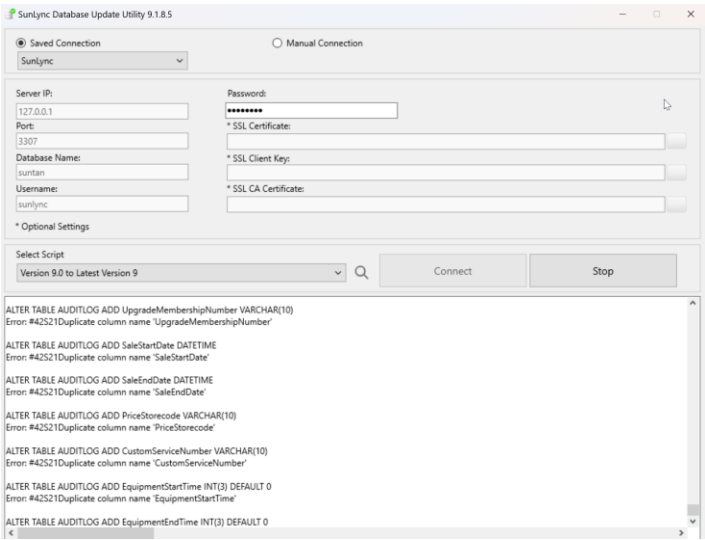 SunLync Database Update Utility 9.1.8.5
Saved Connection
Manual Connection
SunLync
Server IP:
Password:
127.0.0.1
••••••••
Port:
* SSL Certificate:
3307
Database Name:
* SSL Client Key:
suntan
Username:
* SSL CA Certificate:
sunlync
* Optional Settings
Select Script
Version 9.0 to Latest Version 9
Connect
Stop
ALTER TABLE AUDITLOG ADD UpgradeMembershipNumber VARCHAR(10)
Error: #42S21Duplicate column name 'UpgradeMembershipNumber'
ALTER TABLE AUDITLOG ADD SaleStartDate DATETIME
Error: #42S21Duplicate column name 'SaleStartDate'
ALTER TABLE AUDITLOG ADD SaleEndDate DATETIME
Error: #42S21Duplicate column name 'SaleEndDate'
ALTER TABLE AUDITLOG ADD PriceStorecode VARCHAR(10)
Error: #42S21Duplicate column name 'PriceStorecode'
ALTER TABLE AUDITLOG ADD CustomServiceNumber VARCHAR(10)
Error: #42S21Duplicate column name 'CustomServiceNumber'
ALTER TABLE AUDITLOG ADD EquipmentStartTime INT(3) DEFAULT 0
Error: #42S21Duplicate column name 'EquipmentStartTime'
ALTER TABLE AUDITLOG ADD EquipmentEndTime INT(3) DEFAULT 0